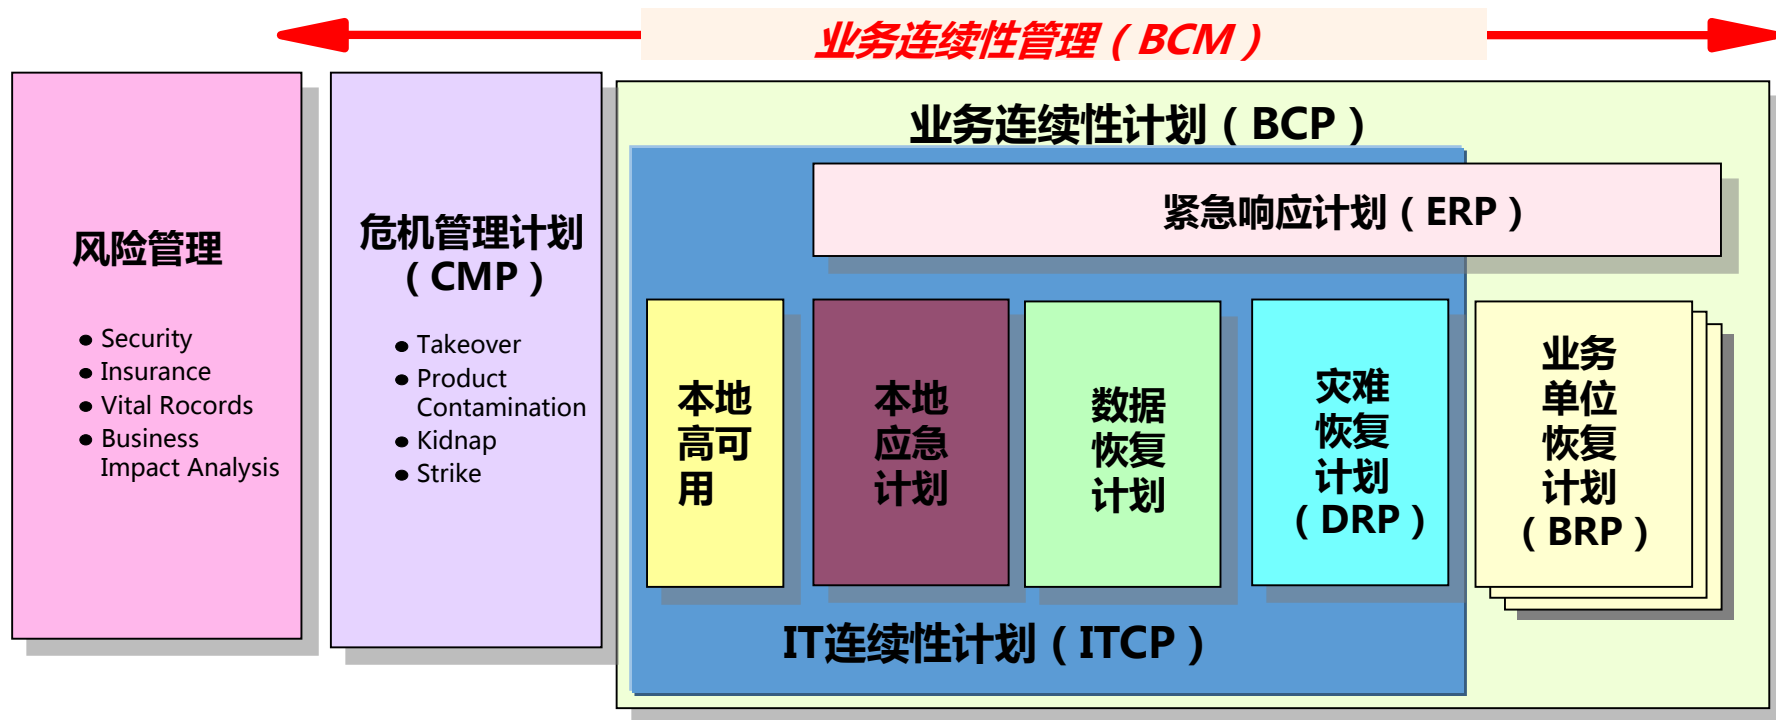 业务连续性管理（BCM）
风险管理
● Security
● Insurance
● Vital Rocords
● Business
Impact Analysis
危机管理计划
（CMP）
● Takeover
● Product
Contamination
● Kidnap
● Strike
业务连续性计划（BCP）
紧急响应计划（ERP）
本地
高可
用
本地
应急
计划
数据
恢复
计划
灾难
恢复
计划
（DRP）
业务
单位
恢复
计划
（BRP）
IT连续性计划（ITCP）